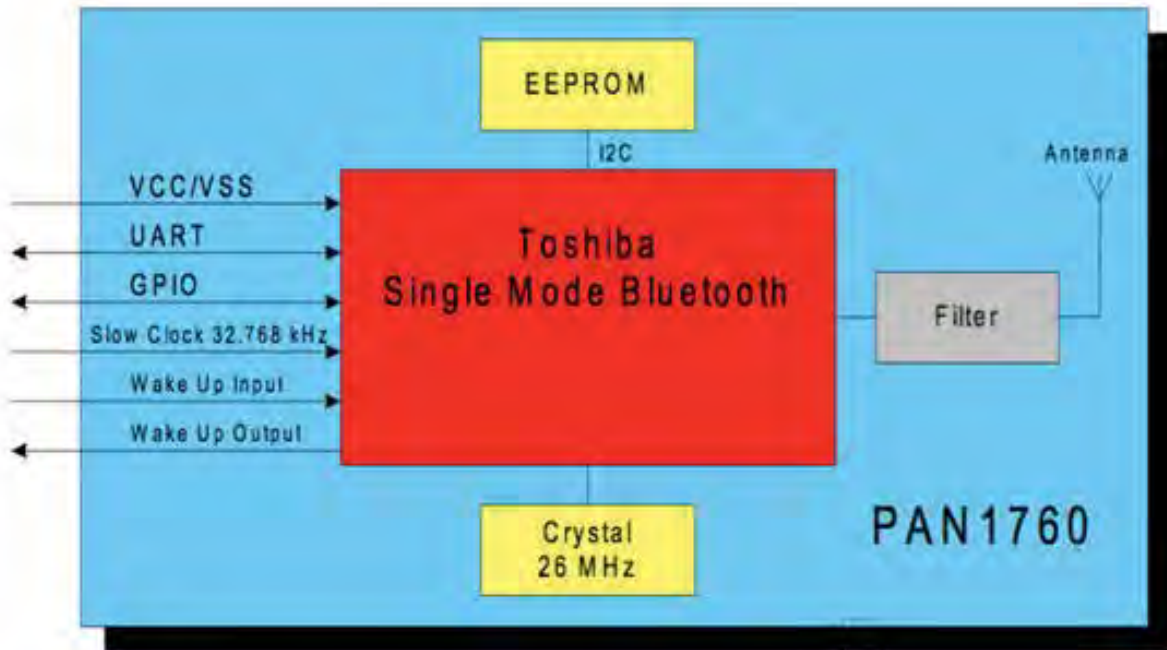 EEPROM
I2C
Antenna
VCC/VSS
UART
GPIO
Slow Clock 32.768 kHz
Wake Up Input
Wake Up Output
Toshiba
Single Mode Bluetooth
Filter
Crystal
26 MHz
PAN1760